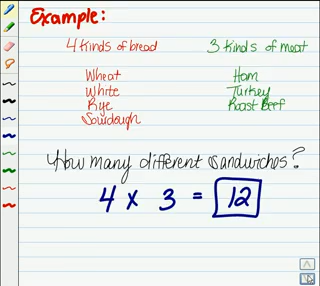 Example:
4 kinds of bread
3 kinds of meat
Wheat
White
Rye
Sourdough
Ham
Turkey
Roast Beef
How many different Sandwiches?
4 x 3 = 12